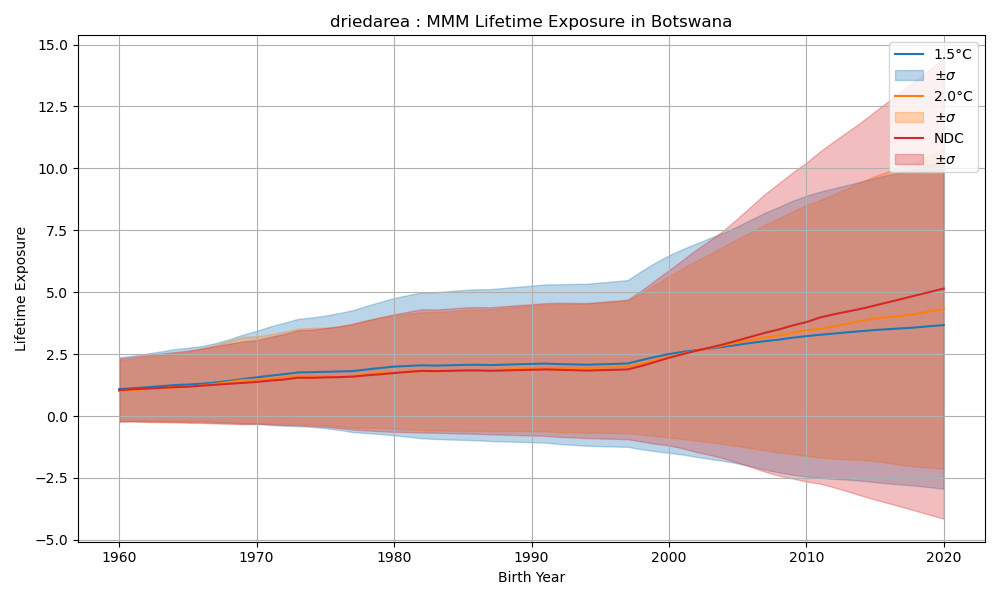 driedarea : MMM Lifetime Exposure in Botswana
15.0
12.5
10.0
7.5
5.0
2.5
0.0
−2.5
−5.0
Lifetime Exposure
1960
1970
1980
1990
2000
2010
2020
Birth Year
1.5°C
±σ
2.0°C
±σ
NDC
±σ